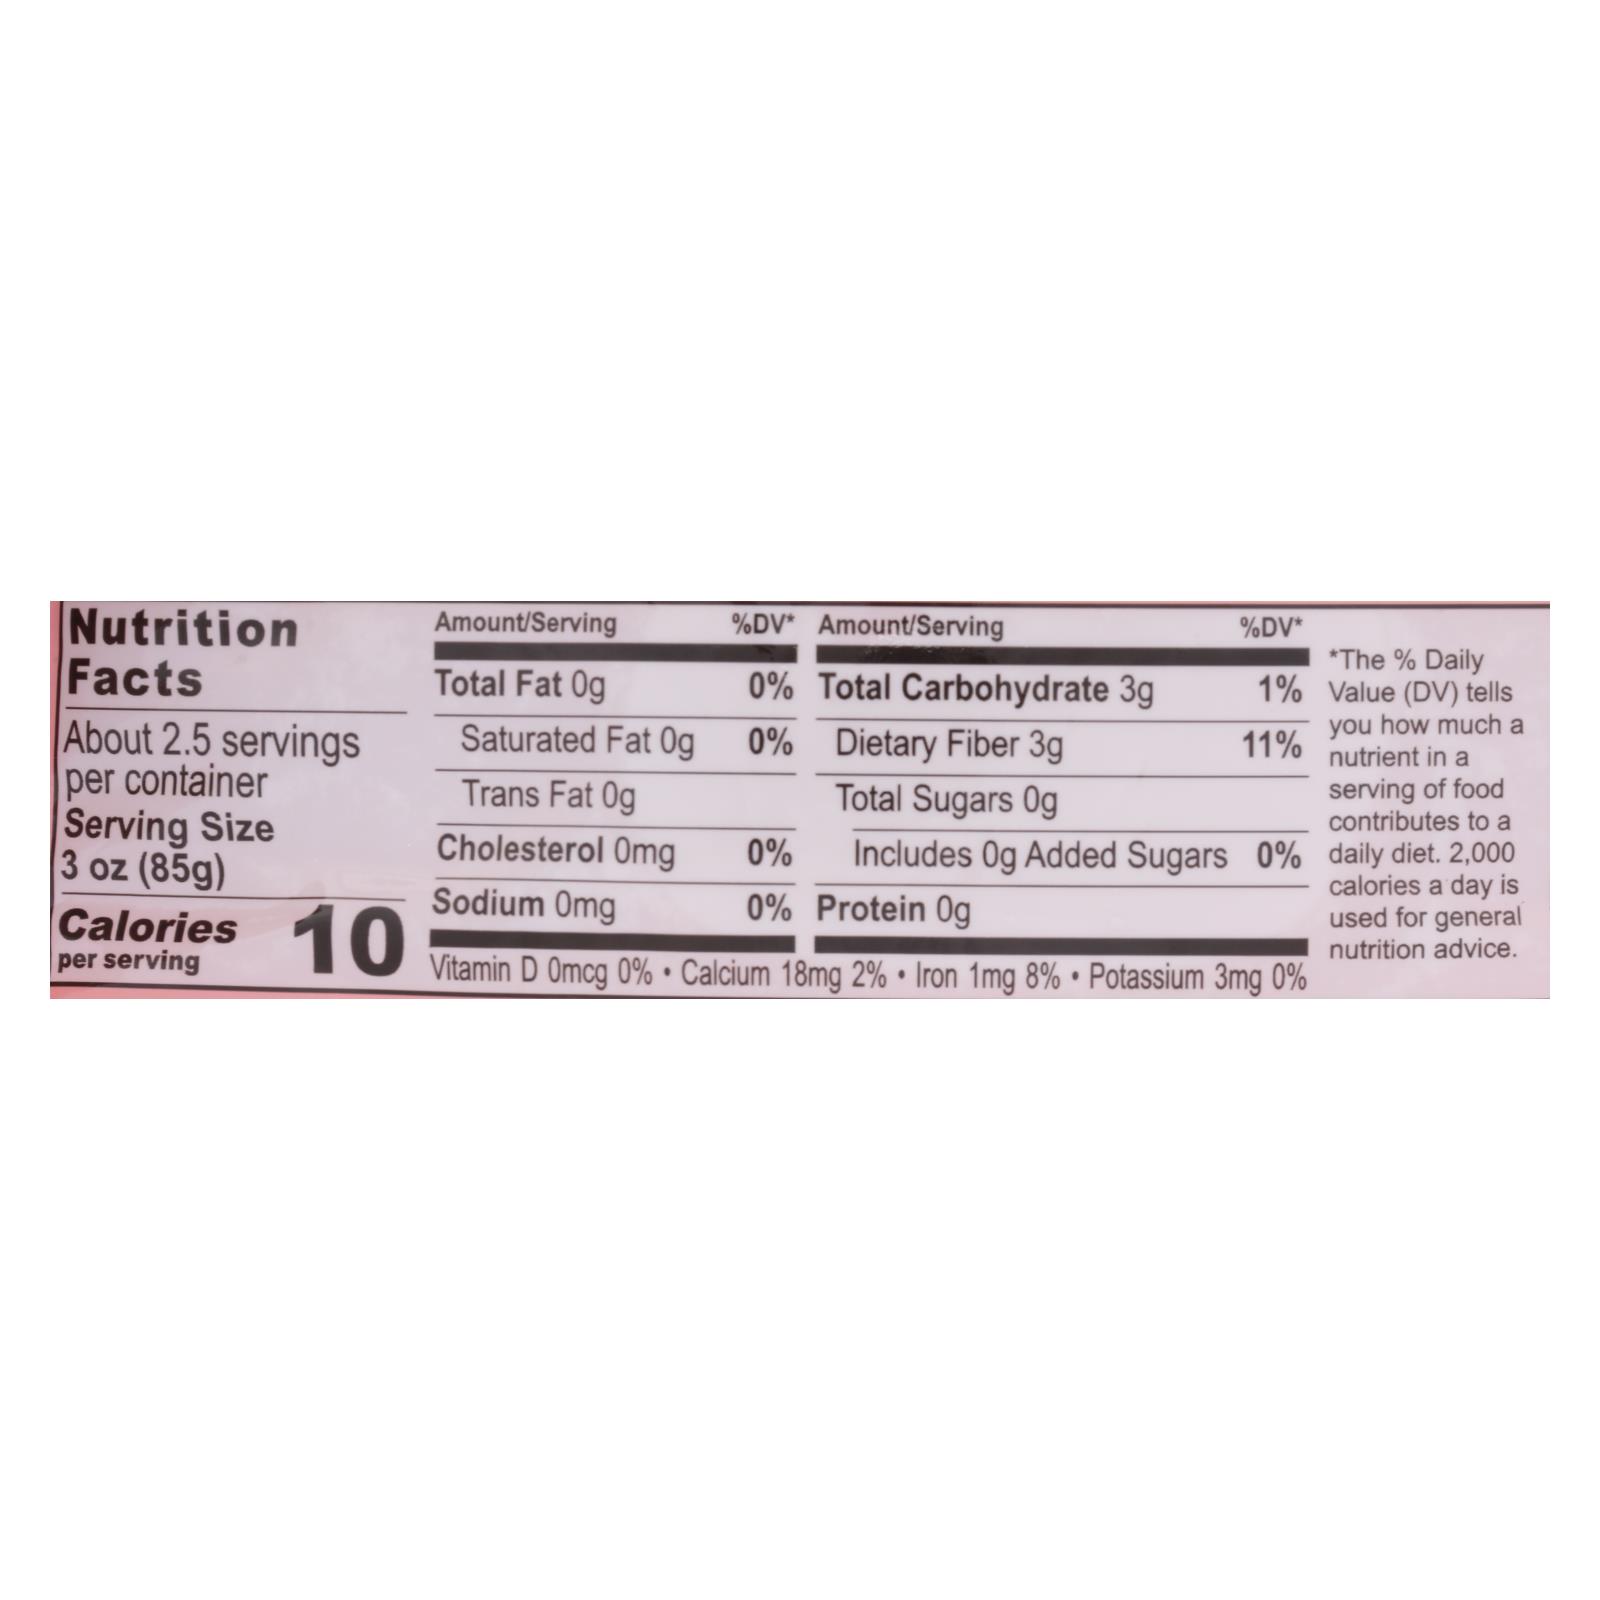 Nutrition
Facts
About 2.5 servings
per container
Serving Size
3 oz (85g)
Calories 10
per serving
Amount/Serving %DV*
Total Fat 0g 0%
Saturated Fat 0g 0%
Trans Fat 0g
Cholesterol 0mg 0%
Sodium 0mg 0%
Amount/Serving %DV*
Total Carbohydrate 3g 1%
Dietary Fiber 3g 11%
Total Sugars 0g
Includes 0g Added Sugars 0%
Protein 0g
Vitamin D 0mcg 0% • Calcium 18mg 2% • Iron 1mg 8% • Potassium 3mg 0%
*The % Daily
Value (DV) tells
you how much a
nutrient in a
serving of food
contributes to a
daily diet. 2,000
calories a day is
used for general
nutrition advice.